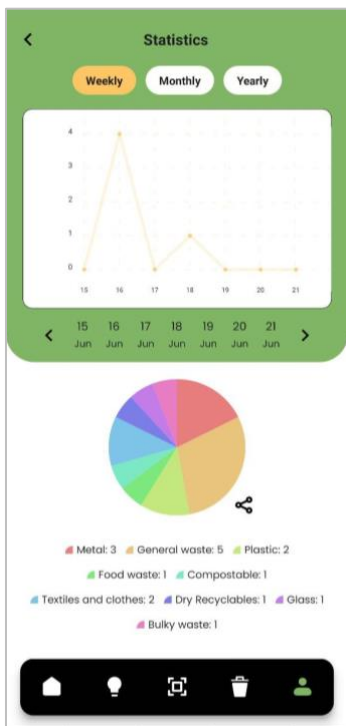 Statistics
Weekly Monthly Yearly
4
3
2
1
0
15 16 17 18 19 20 21
15 16 17 18 19 20 21
Jun Jun Jun Jun Jun Jun Jun
Metal: 3 General waste: 5 Plastic: 2
Food waste: 1 Compostable: 1
Textiles and clothes: 2 Dry Recyclables: 1 Glass: 1
Bulky waste: 1